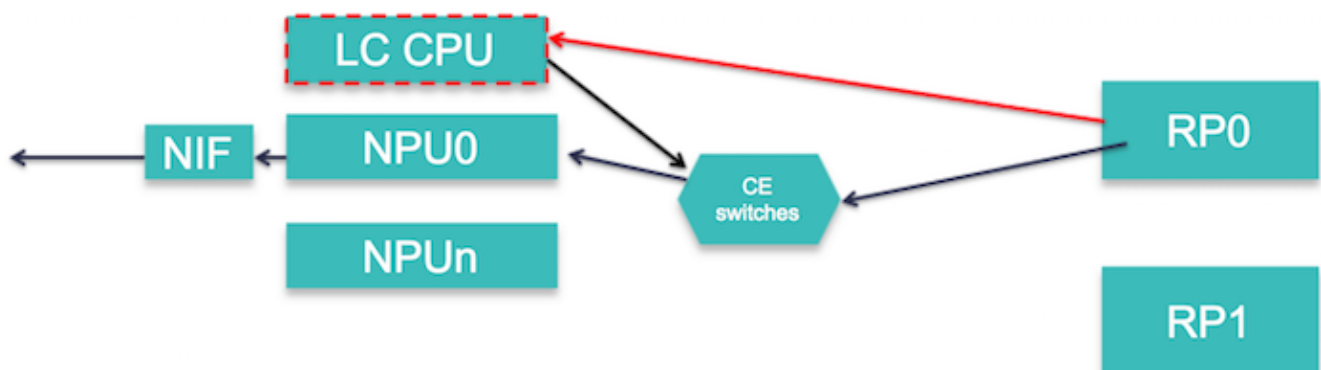 LC CPU
NIF
NPU0
NPUn
CE
switches
RP0
RP1